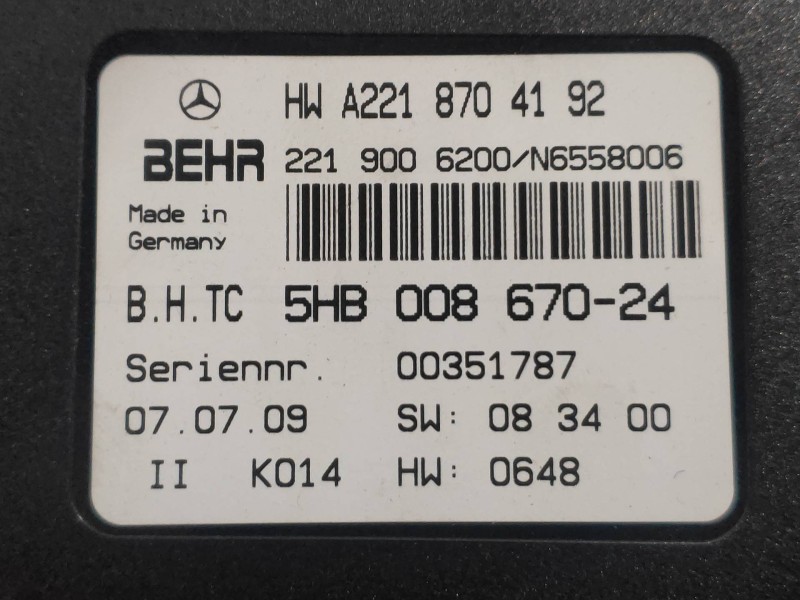 HW A221 870 41 92
BEHR 221 900 6200/N6558006
Made in
Germany
B.H.TC 5HB 008 670-24
Seriennr. 00351787
07.07.09 SW: 08 34 00
II K014 HW: 0648